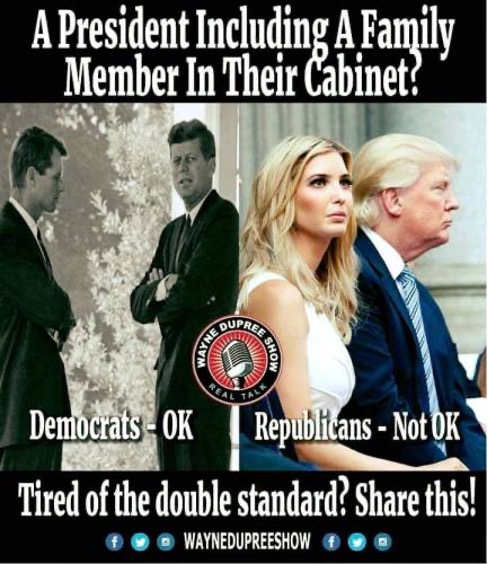 A President Including A Family
Member In Their Cabinet?
WAYNE DUPREE SHOW
REAL TALK
Democrats - OK
Republicans - Not OK
Tired of the double standard? Share this!
WAYNEDUPREESHOW